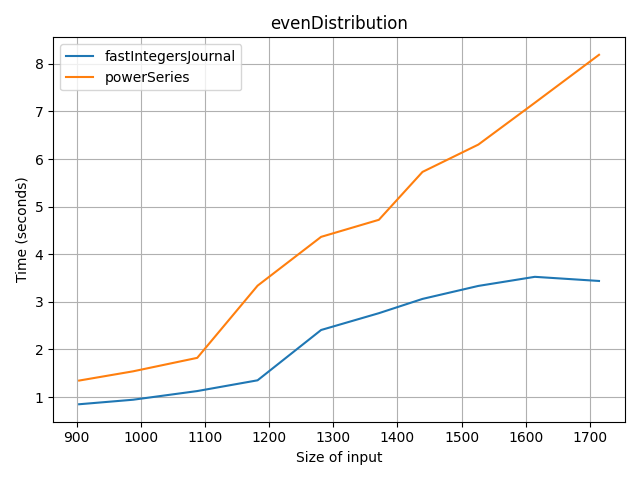 evenDistribution
fastIntegersJournal
powerSeries
Time (seconds)
8
7
6
5
4
3
2
1
900 1000 1100 1200 1300 1400 1500 1600 1700
Size of input